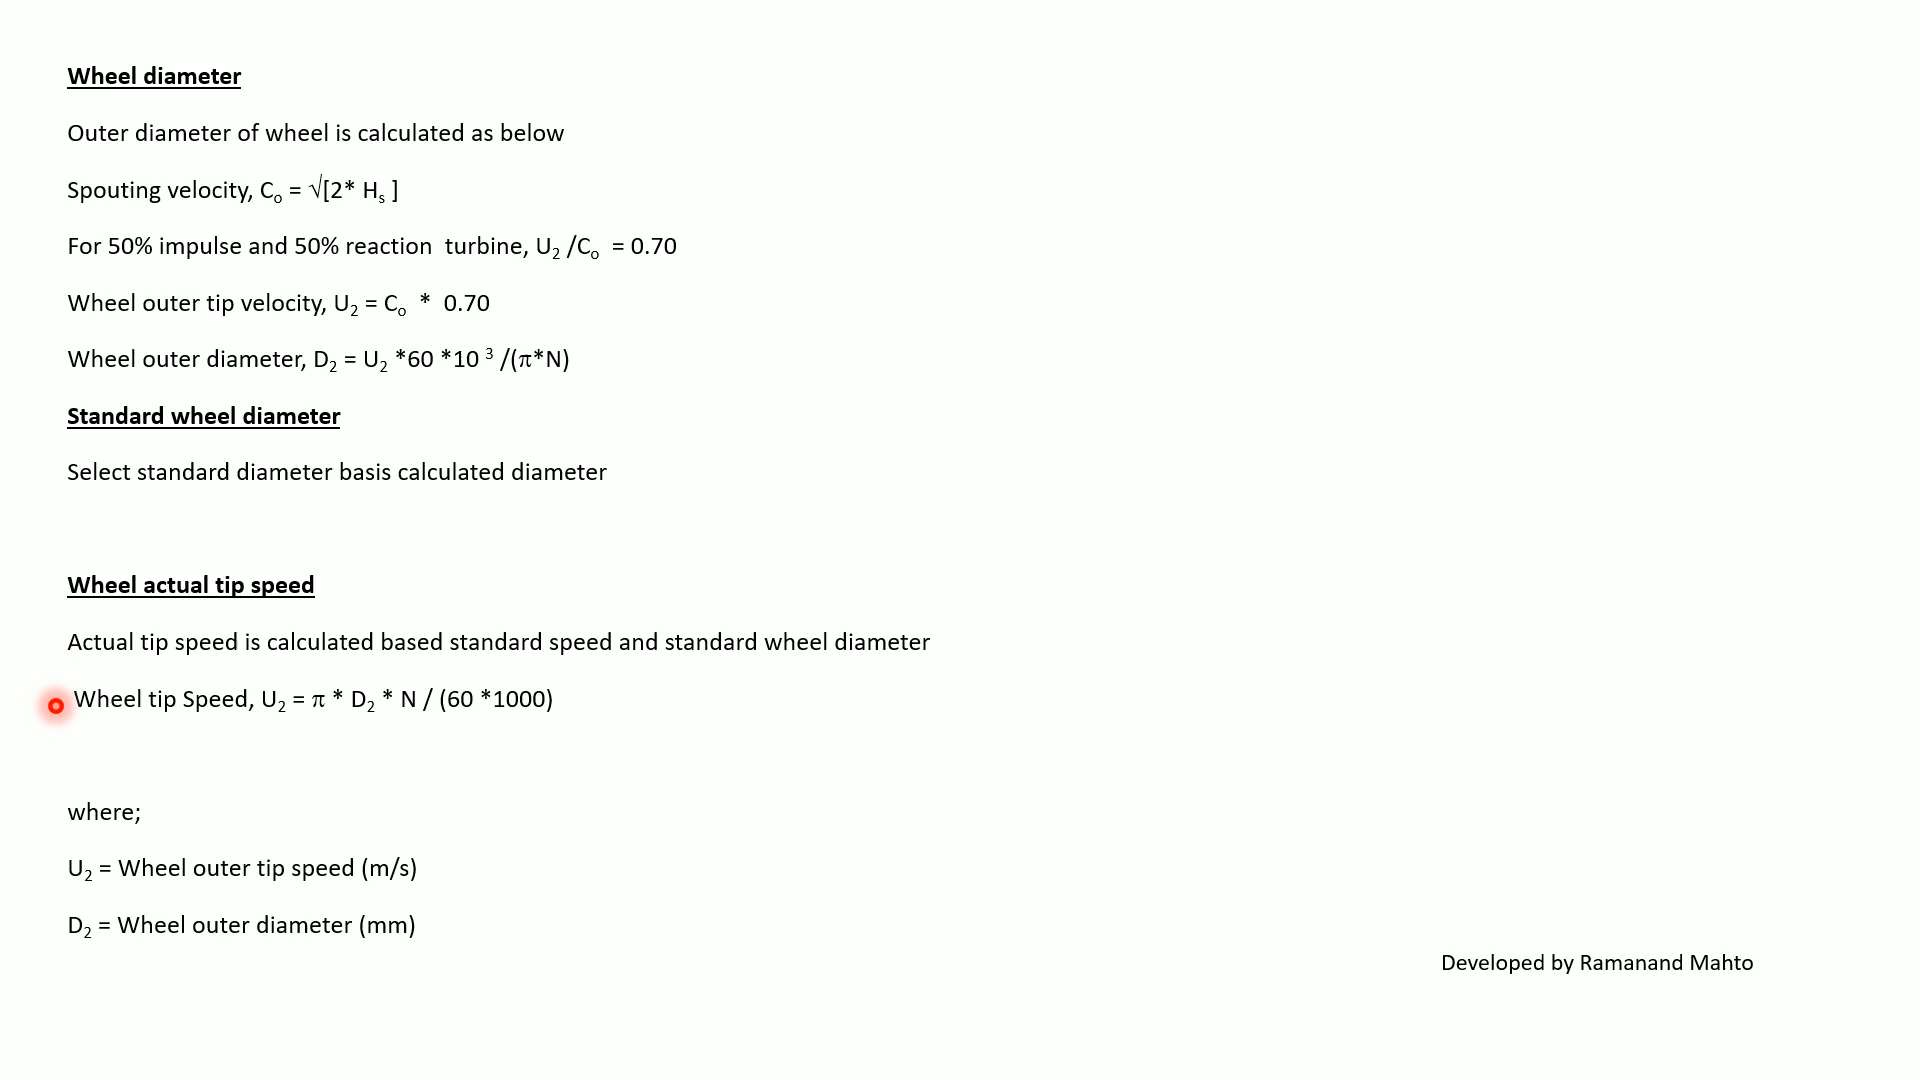 Wheel diameter
Outer diameter of wheel is calculated as below
Spouting velocity, Cₒ = √[2* Hₛ ]
For 50% impulse and 50% reaction  turbine, U₂ /Cₒ  = 0.70
Wheel outer tip velocity, U₂ = Cₒ  *  0.70
Wheel outer diameter, D₂ = U₂ *60 *10 ³ /(π*N)
Standard wheel diameter
Select standard diameter basis calculated diameter
Wheel actual tip speed
Actual tip speed is calculated based standard speed and standard wheel diameter
Wheel tip Speed, U₂ = π * D₂ * N / (60 *1000)
where;
U₂ = Wheel outer tip speed (m/s)
D₂ = Wheel outer diameter (mm)
Developed by Ramanand Mahto